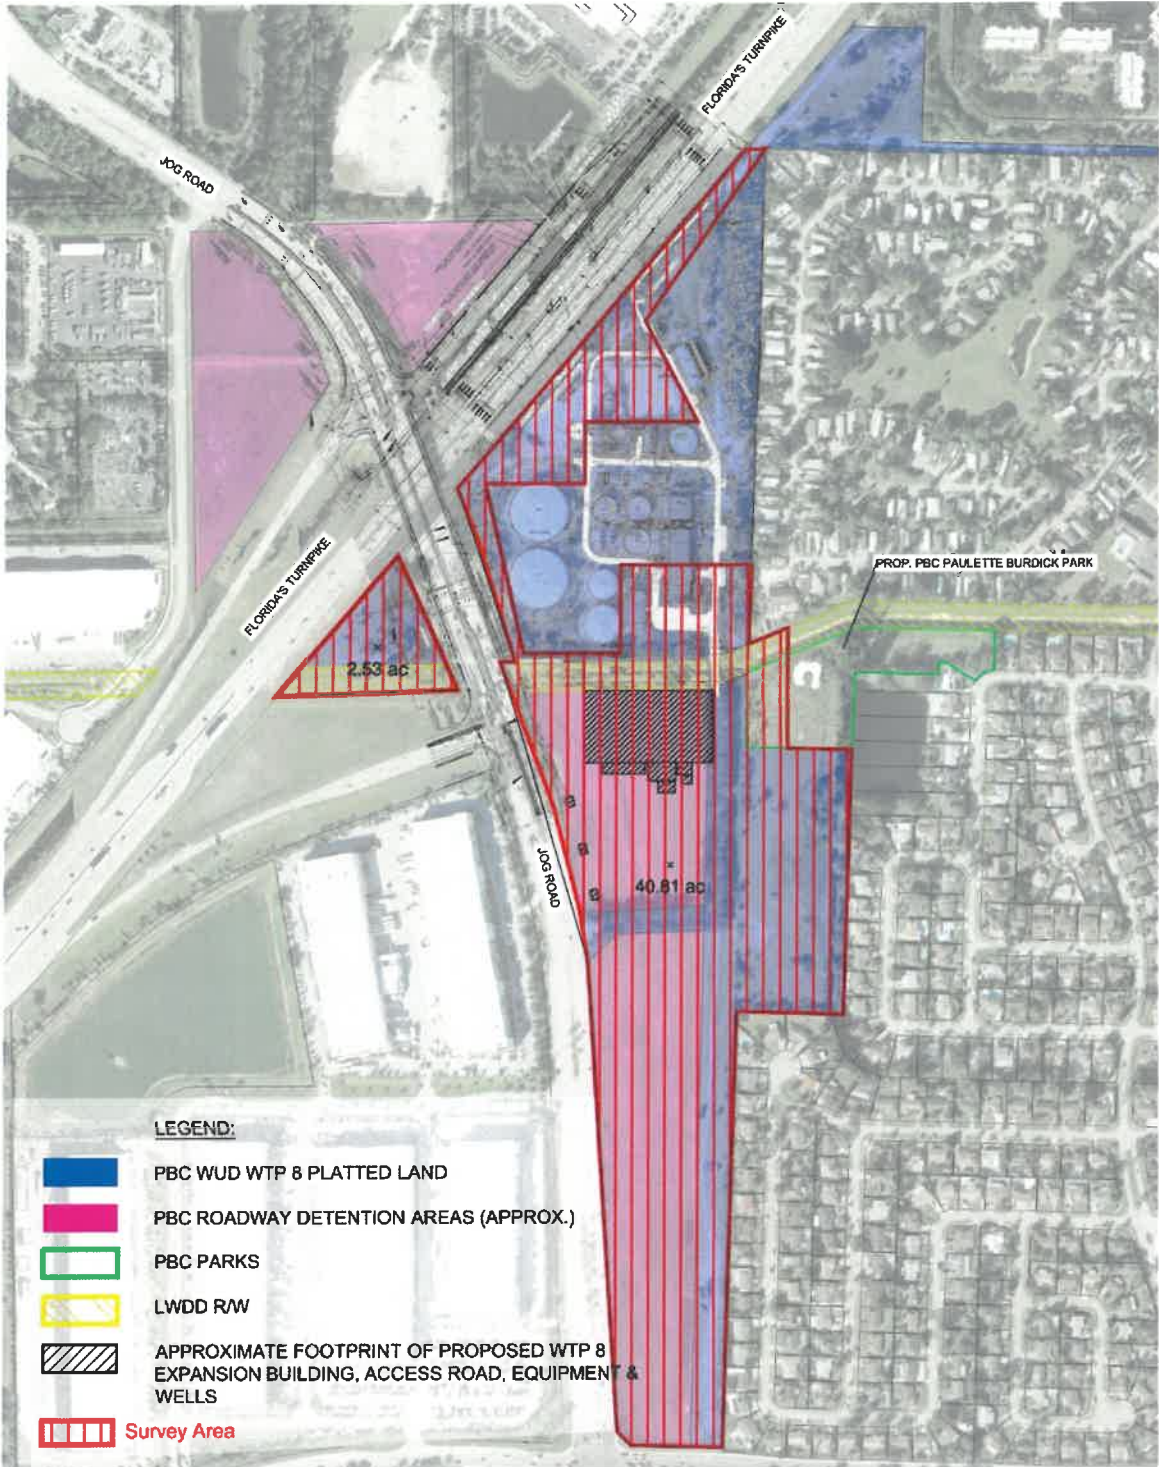 FLORIDA'S TURNPIKE
JOG ROAD
FLORIDA'S TURNPIKE
PROP. PBC PAULETTE BURDICK PARK
2.53 ac
40.81 ac
JOG ROAD
LEGEND:
PBC WUD WTP 8 PLATTED LAND
PBC ROADWAY DETENTION AREAS (APPROX.)
PBC PARKS
LWDD R/W
APPROXIMATE FOOTPRINT OF PROPOSED WTP 8
EXPANSION BUILDING, ACCESS ROAD, EQUIPMENT &
WELLS
Survey Area